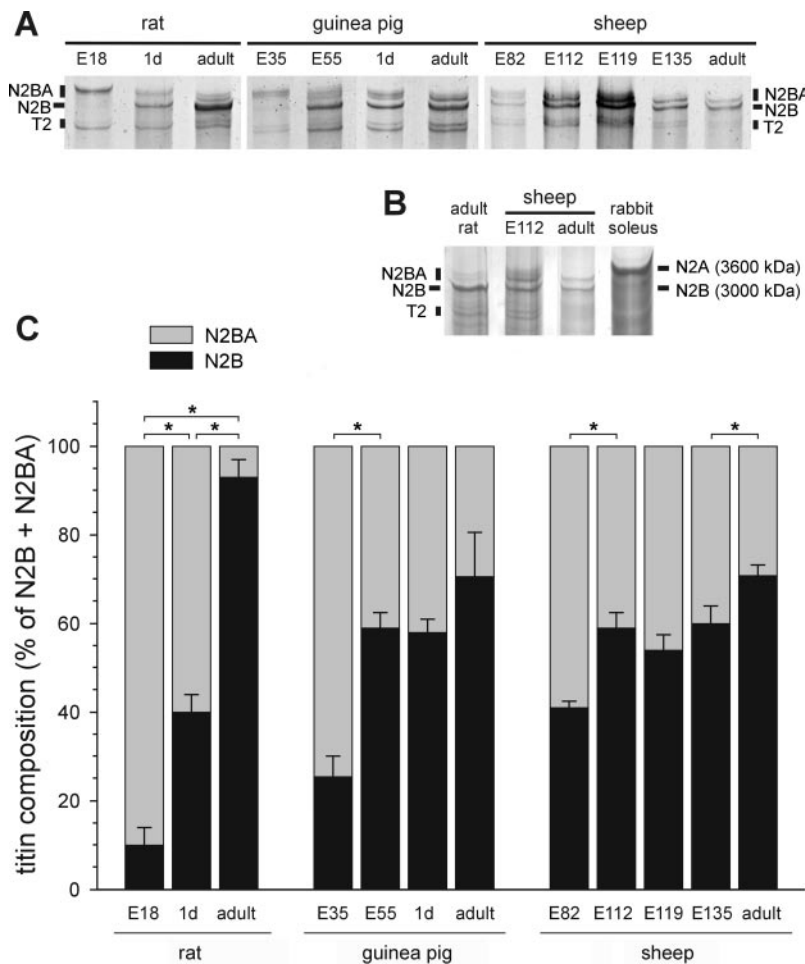 A
rat guinea pig sheep
E18 1d adult E35 E55 1d adult E82 E112 E119 E135 adult
N2BA N2BA
N2B N2B
T2 T2
B
adult rat sheep rabbit soleus
E112 adult
N2BA N2A (3600 kDa)
N2B N2B (3000 kDa)
T2
C
N2BA
N2B
titin composition (% of N2B + N2BA)
* * * * * *
100
80
60
40
20
0
E18 1d adult E35 E55 1d adult E82 E112 E119 E135 adult
rat guinea pig sheep